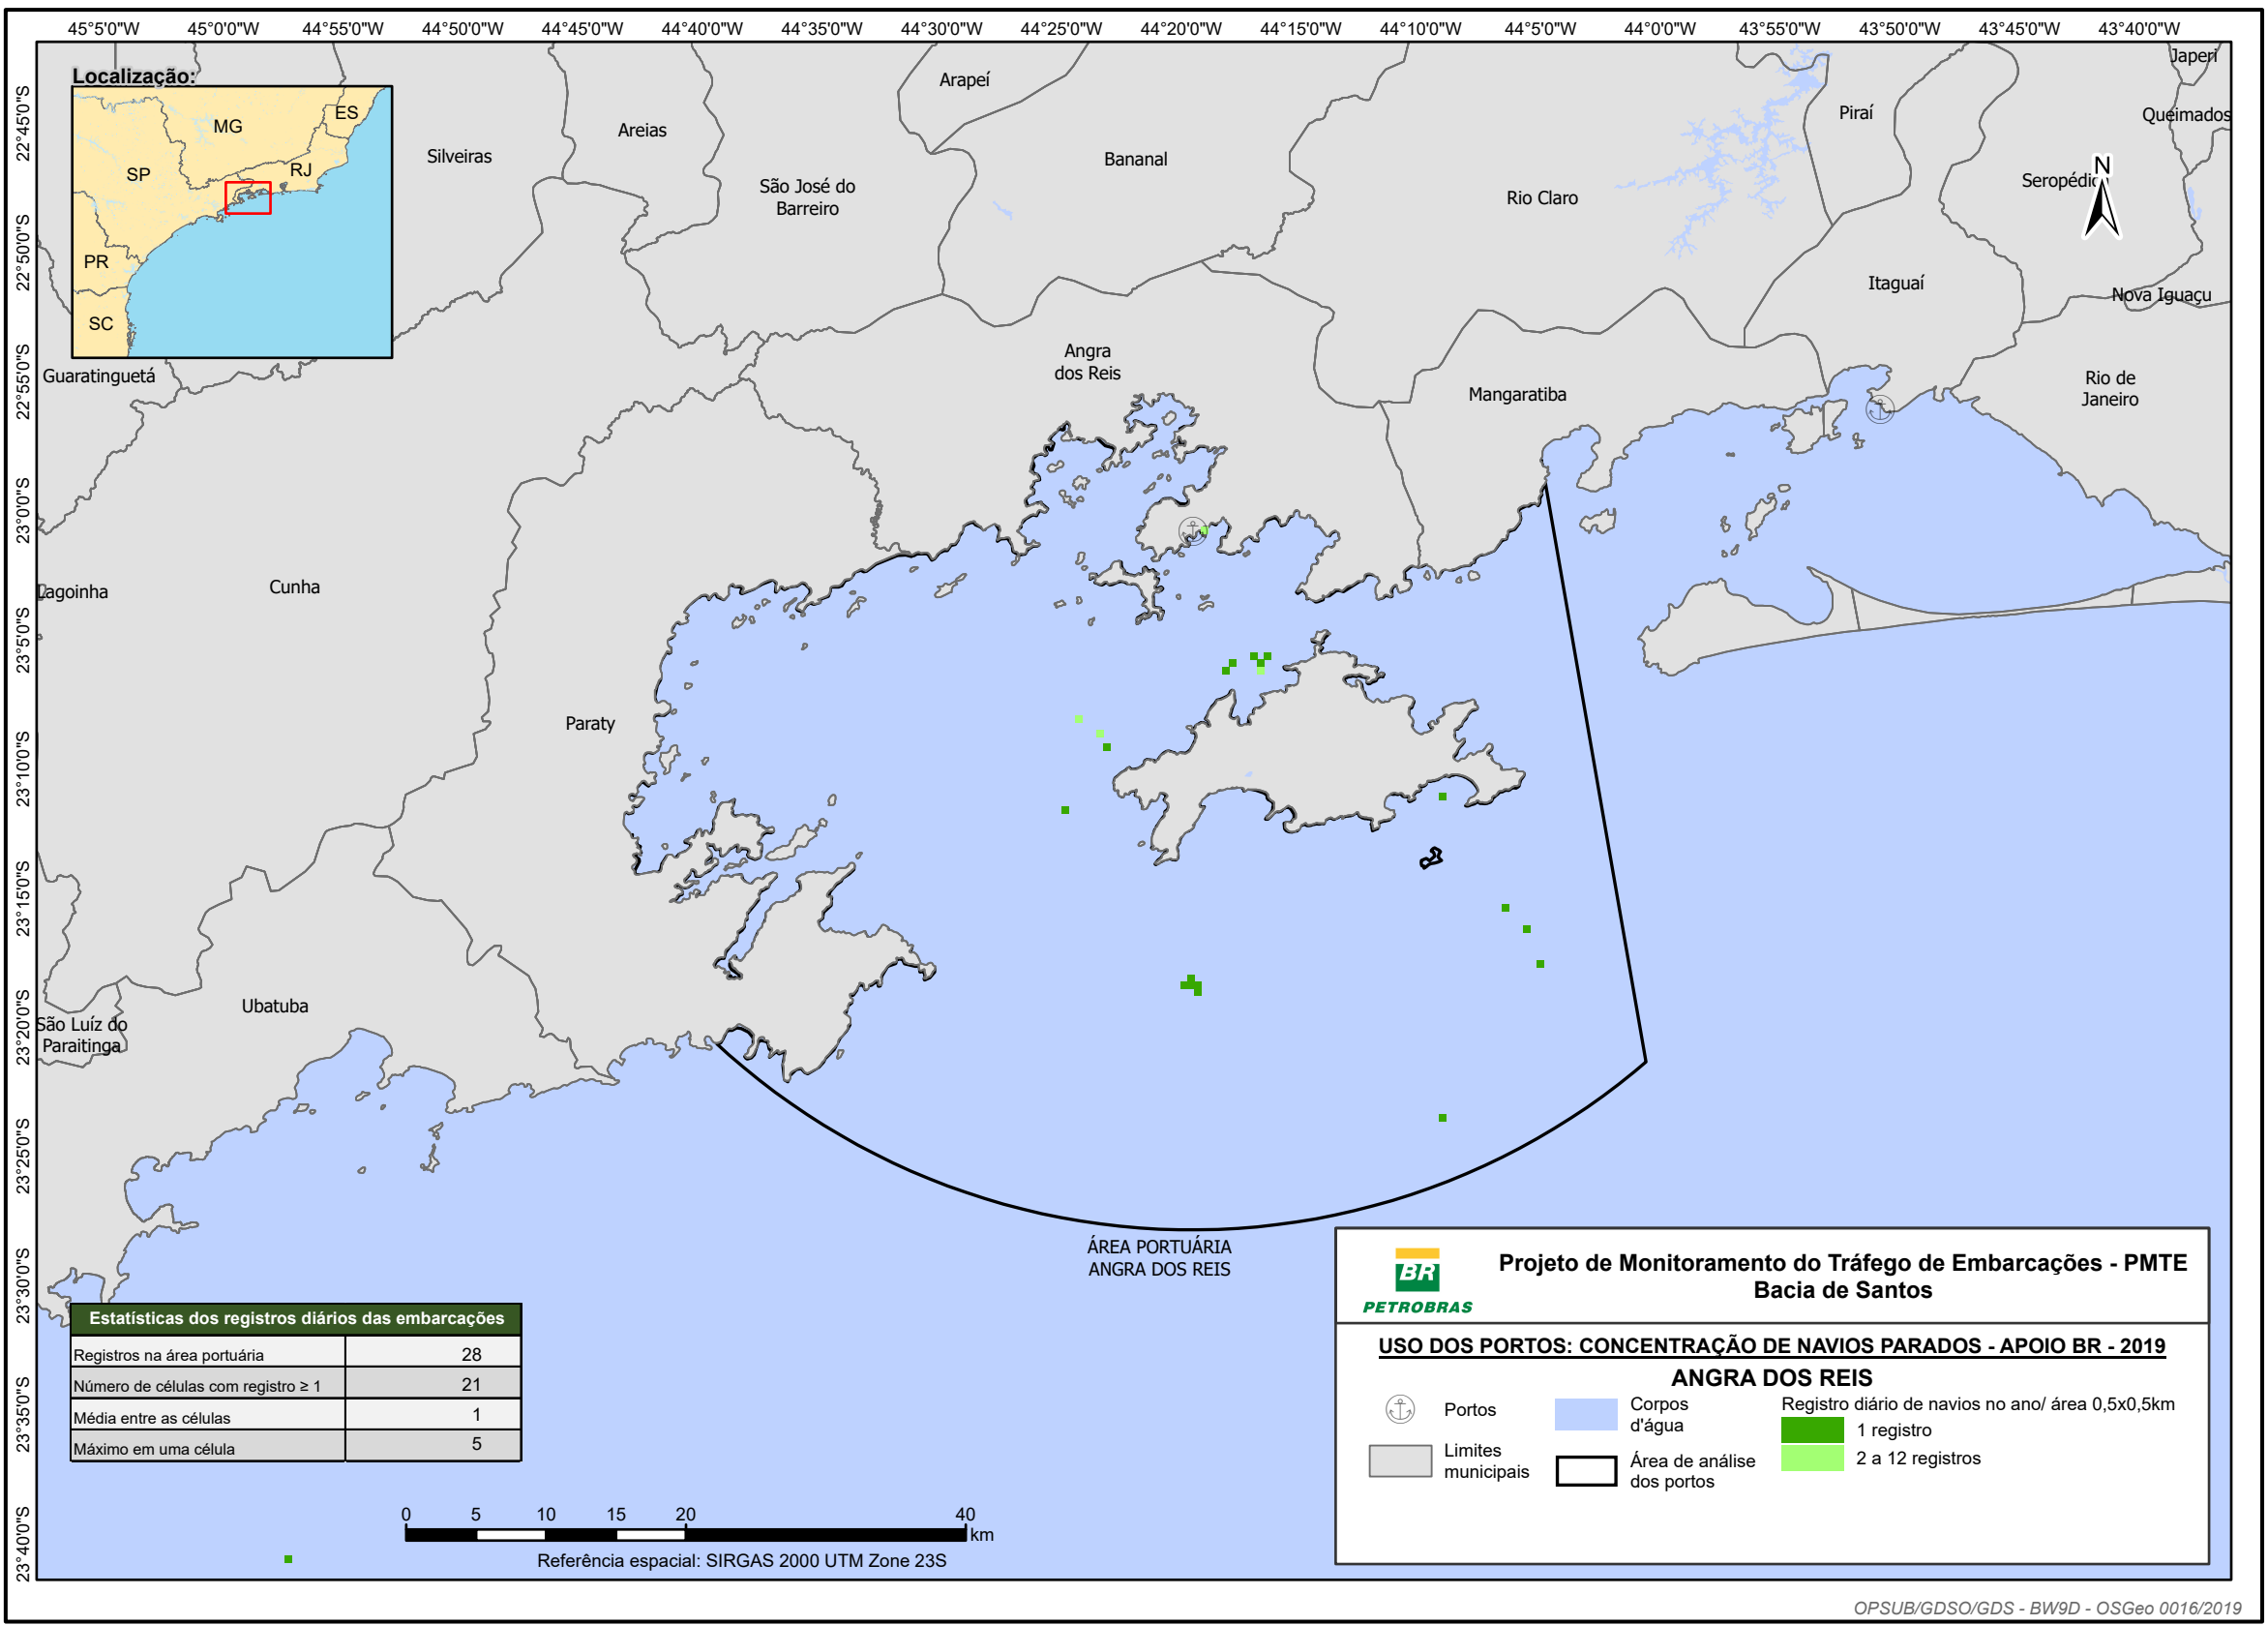 45°5'0"W 45°0'0"W 44°55'0"W 44°50'0"W 44°45'0"W 44°40'0"W 44°35'0"W 44°30'0"W 44°25'0"W 44°20'0"W 44°15'0"W 44°10'0"W 44°5'0"W 44°0'0"W 43°55'0"W 43°50'0"W 43°45'0"W 43°40'0"W
22°45'0"S
22°50'0"S
22°55'0"S
23°0'0"S
23°5'0"S
23°10'0"S
23°15'0"S
23°20'0"S
23°25'0"S
23°30'0"S
23°35'0"S
23°40'0"S
Localização:
MG
ES
SP
RJ
PR
SC
Japeri
Arapeí
Queimados
Piraí
Areias
Silveiras
Bananal
São José do
Barreiro
Rio Claro
Seropédic
N
Itaguaí
Nova Iguaçu
Angra
dos Reis
Guaratinguetá
Mangaratiba
Rio de
Janeiro
Lagoinha
Cunha
Paraty
Ubatuba
São Luíz do
Paraitinga
ÁREA PORTUÁRIA
ANGRA DOS REIS
Estatísticas dos registros diários das embarcações
Registros na área portuária 28
Número de células com registro ≥ 1 21
Média entre as células 1
Máximo em uma célula 5
0 5 10 15 20 40
km
Referência espacial: SIRGAS 2000 UTM Zone 23S
BR
PETROBRAS
Projeto de Monitoramento do Tráfego de Embarcações - PMTE
Bacia de Santos
USO DOS PORTOS: CONCENTRAÇÃO DE NAVIOS PARADOS - APOIO BR - 2019
ANGRA DOS REIS
Portos
Limites
municipais
Corpos
d'água
Área de análise
dos portos
Registro diário de navios no ano/ área 0,5x0,5km
1 registro
2 a 12 registros
OPSUB/GDSO/GDS - BW9D - OSGeo 0016/2019